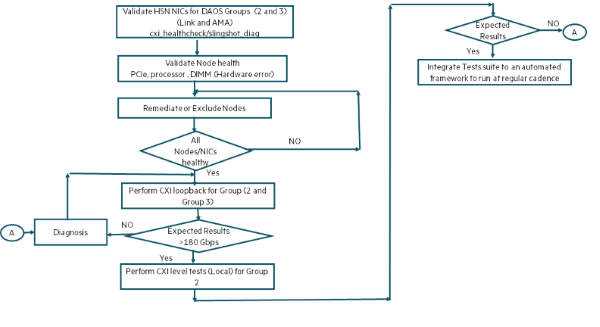 Validate HSN NICs for DAOS Groups (2 and 3)
(Link and AMA)
cxi_healthcheck/slingshot_diag
Validate Node health
PCIe, processor , DIMM (Hardware error)
Remediate or Exclude Nodes
All
Nodes/NICs
healthy
NO
Yes
Perform CXI loopback for Group (2 and
Group 3)
A
Diagnosis
NO
Expected Results
>180 Gbps
Yes
Perform CXI level tests (Local) for Group
2
Expected
Results
NO
A
Yes
Integrate Tests suite to an automated
framework to run at regular cadence